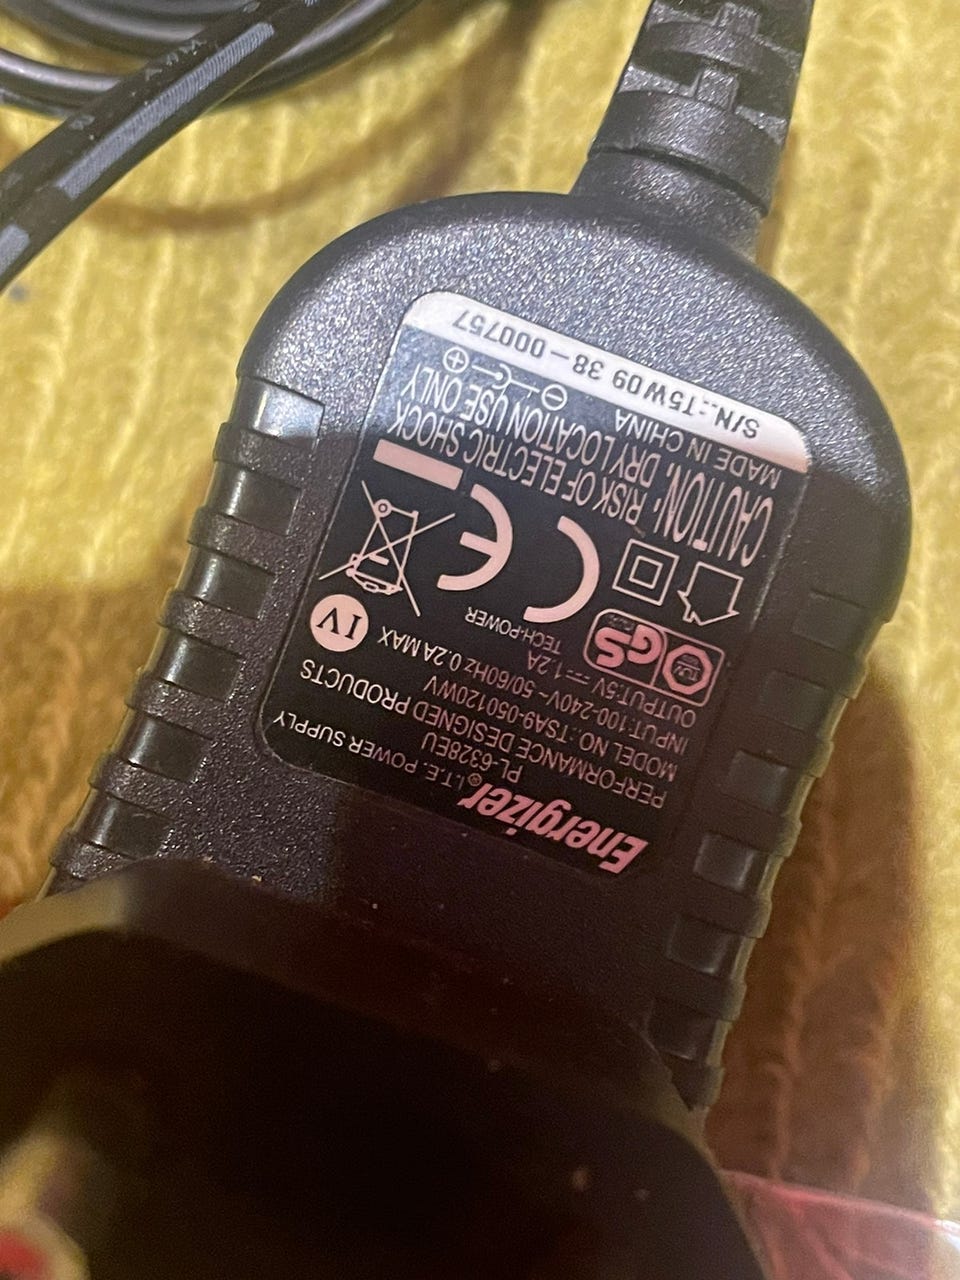 Energizer® I.T.E. POWER SUPPLY
PL-6328EU
PERFORMANCE DESIGNED PRODUCTS
MODEL NO.:TSA9-050120WV
INPUT:100-240V~50/60Hz 0.2A MAX
OUTPUT:5V⎓1.2A
IV
TECH-POWER
GS
CE
CAUTION: RISK OF ELECTRIC SHOCK
DRY LOCATION USE ONLY
MADE IN CHINA
S/N.:T5W09 38-000757